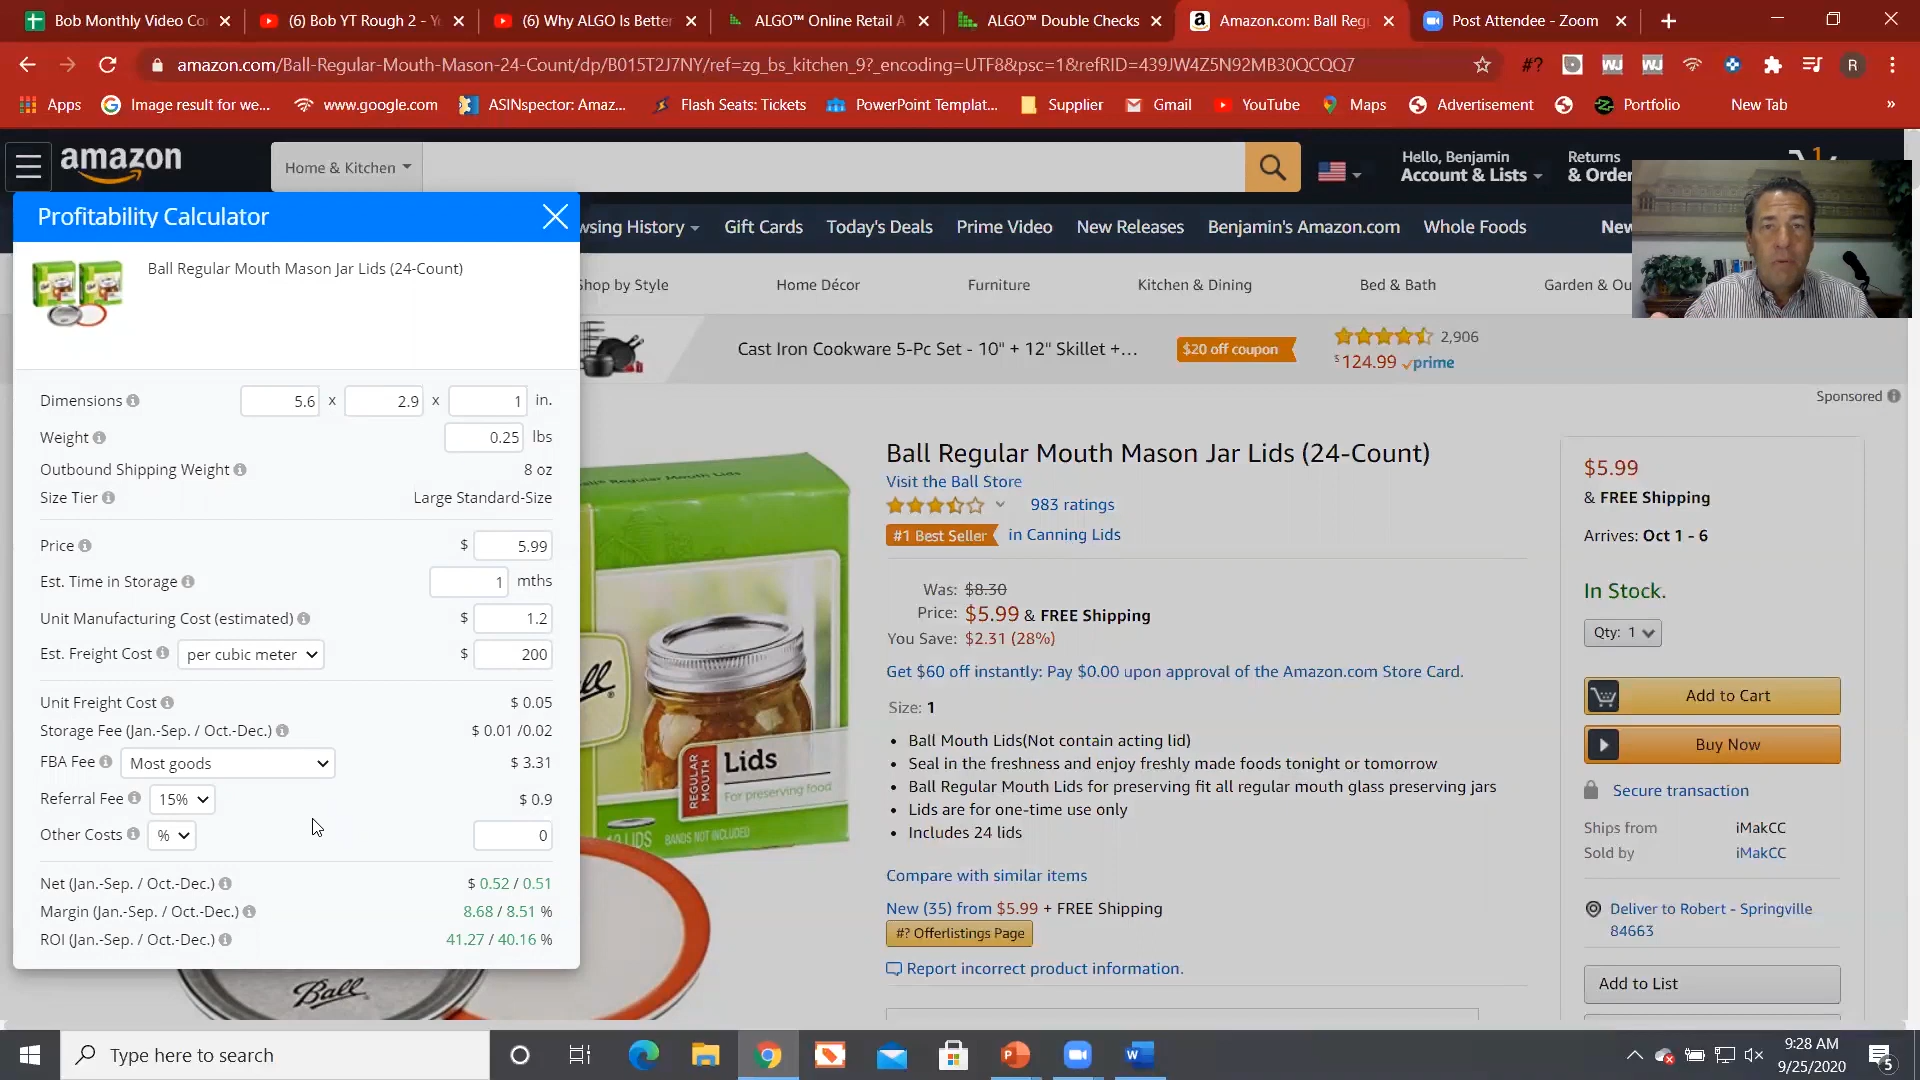 Bob Monthly Video Co
(6) Bob YT Rough 2 - Y
(6) Why ALGO Is Better
ALGO™ Online Retail A
ALGO™ Double Checks
Amazon.com: Ball Reg
Post Attendee - Zoom
amazon.com/Ball-Regular-Mouth-Mason-24-Count/dp/B015T2J7NY/ref=zg_bs_kitchen_9?_encoding=UTF8&psc=1&refRID=439JW4Z5N92MB30QCQQ7
#?
WJ
WJ
R
Apps
Image result for we...
www.google.com
ASINspector: Amaz...
Flash Seats: Tickets
PowerPoint Templat...
Supplier
Gmail
YouTube
Maps
Advertisement
Portfolio
New Tab
»
amazon
Home & Kitchen
Hello, Benjamin
Account & Lists
Returns
& Order
1
wsing History
Gift Cards
Today's Deals
Prime Video
New Releases
Benjamin's Amazon.com
Whole Foods
New
Shop by Style
Home Décor
Furniture
Kitchen & Dining
Bed & Bath
Garden & Ou
Cast Iron Cookware 5-Pc Set - 10" + 12" Skillet +...
$20 off coupon
2,906
$124.99 prime
Sponsored
Profitability Calculator
Ball Regular Mouth Mason Jar Lids (24-Count)
Dimensions 5.6 x 2.9 x 1 in.
Weight 0.25 lbs
Outbound Shipping Weight 8 oz
Size Tier Large Standard-Size
Price $ 5.99
Est. Time in Storage 1 mths
Unit Manufacturing Cost (estimated) $ 1.2
Est. Freight Cost per cubic meter $ 200
Unit Freight Cost $ 0.05
Storage Fee (Jan.-Sep. / Oct.-Dec.) $ 0.01 /0.02
FBA Fee Most goods $ 3.31
Referral Fee 15% $ 0.9
Other Costs % 0
Net (Jan.-Sep. / Oct.-Dec.) $ 0.52 / 0.51
Margin (Jan.-Sep. / Oct.-Dec.) 8.68 / 8.51 %
ROI (Jan.-Sep. / Oct.-Dec.) 41.27 / 40.16 %
Regular Mouth Lids
REGULAR MOUTH
Lids
For preserving food
12 LIDS BANDS NOT INCLUDED
Ball
Ball Regular Mouth Mason Jar Lids (24-Count)
Visit the Ball Store
983 ratings
#1 Best Seller in Canning Lids
Was: $8.30
Price: $5.99 & FREE Shipping
You Save: $2.31 (28%)
Get $60 off instantly: Pay $0.00 upon approval of the Amazon.com Store Card.
Size: 1
• Ball Mouth Lids(Not contain acting lid)
• Seal in the freshness and enjoy freshly made foods tonight or tomorrow
• Ball Regular Mouth Lids for preserving fit all regular mouth glass preserving jars
• Lids are for one-time use only
• Includes 24 lids
Compare with similar items
New (35) from $5.99 + FREE Shipping
#? Offerlistings Page
Report incorrect product information.
$5.99
& FREE Shipping
Arrives: Oct 1 - 6
In Stock.
Qty: 1
Add to Cart
Buy Now
Secure transaction
Ships from iMakCC
Sold by iMakCC
Deliver to Robert - Springville
84663
Add to List
Type here to search
9:28 AM
9/25/2020
5